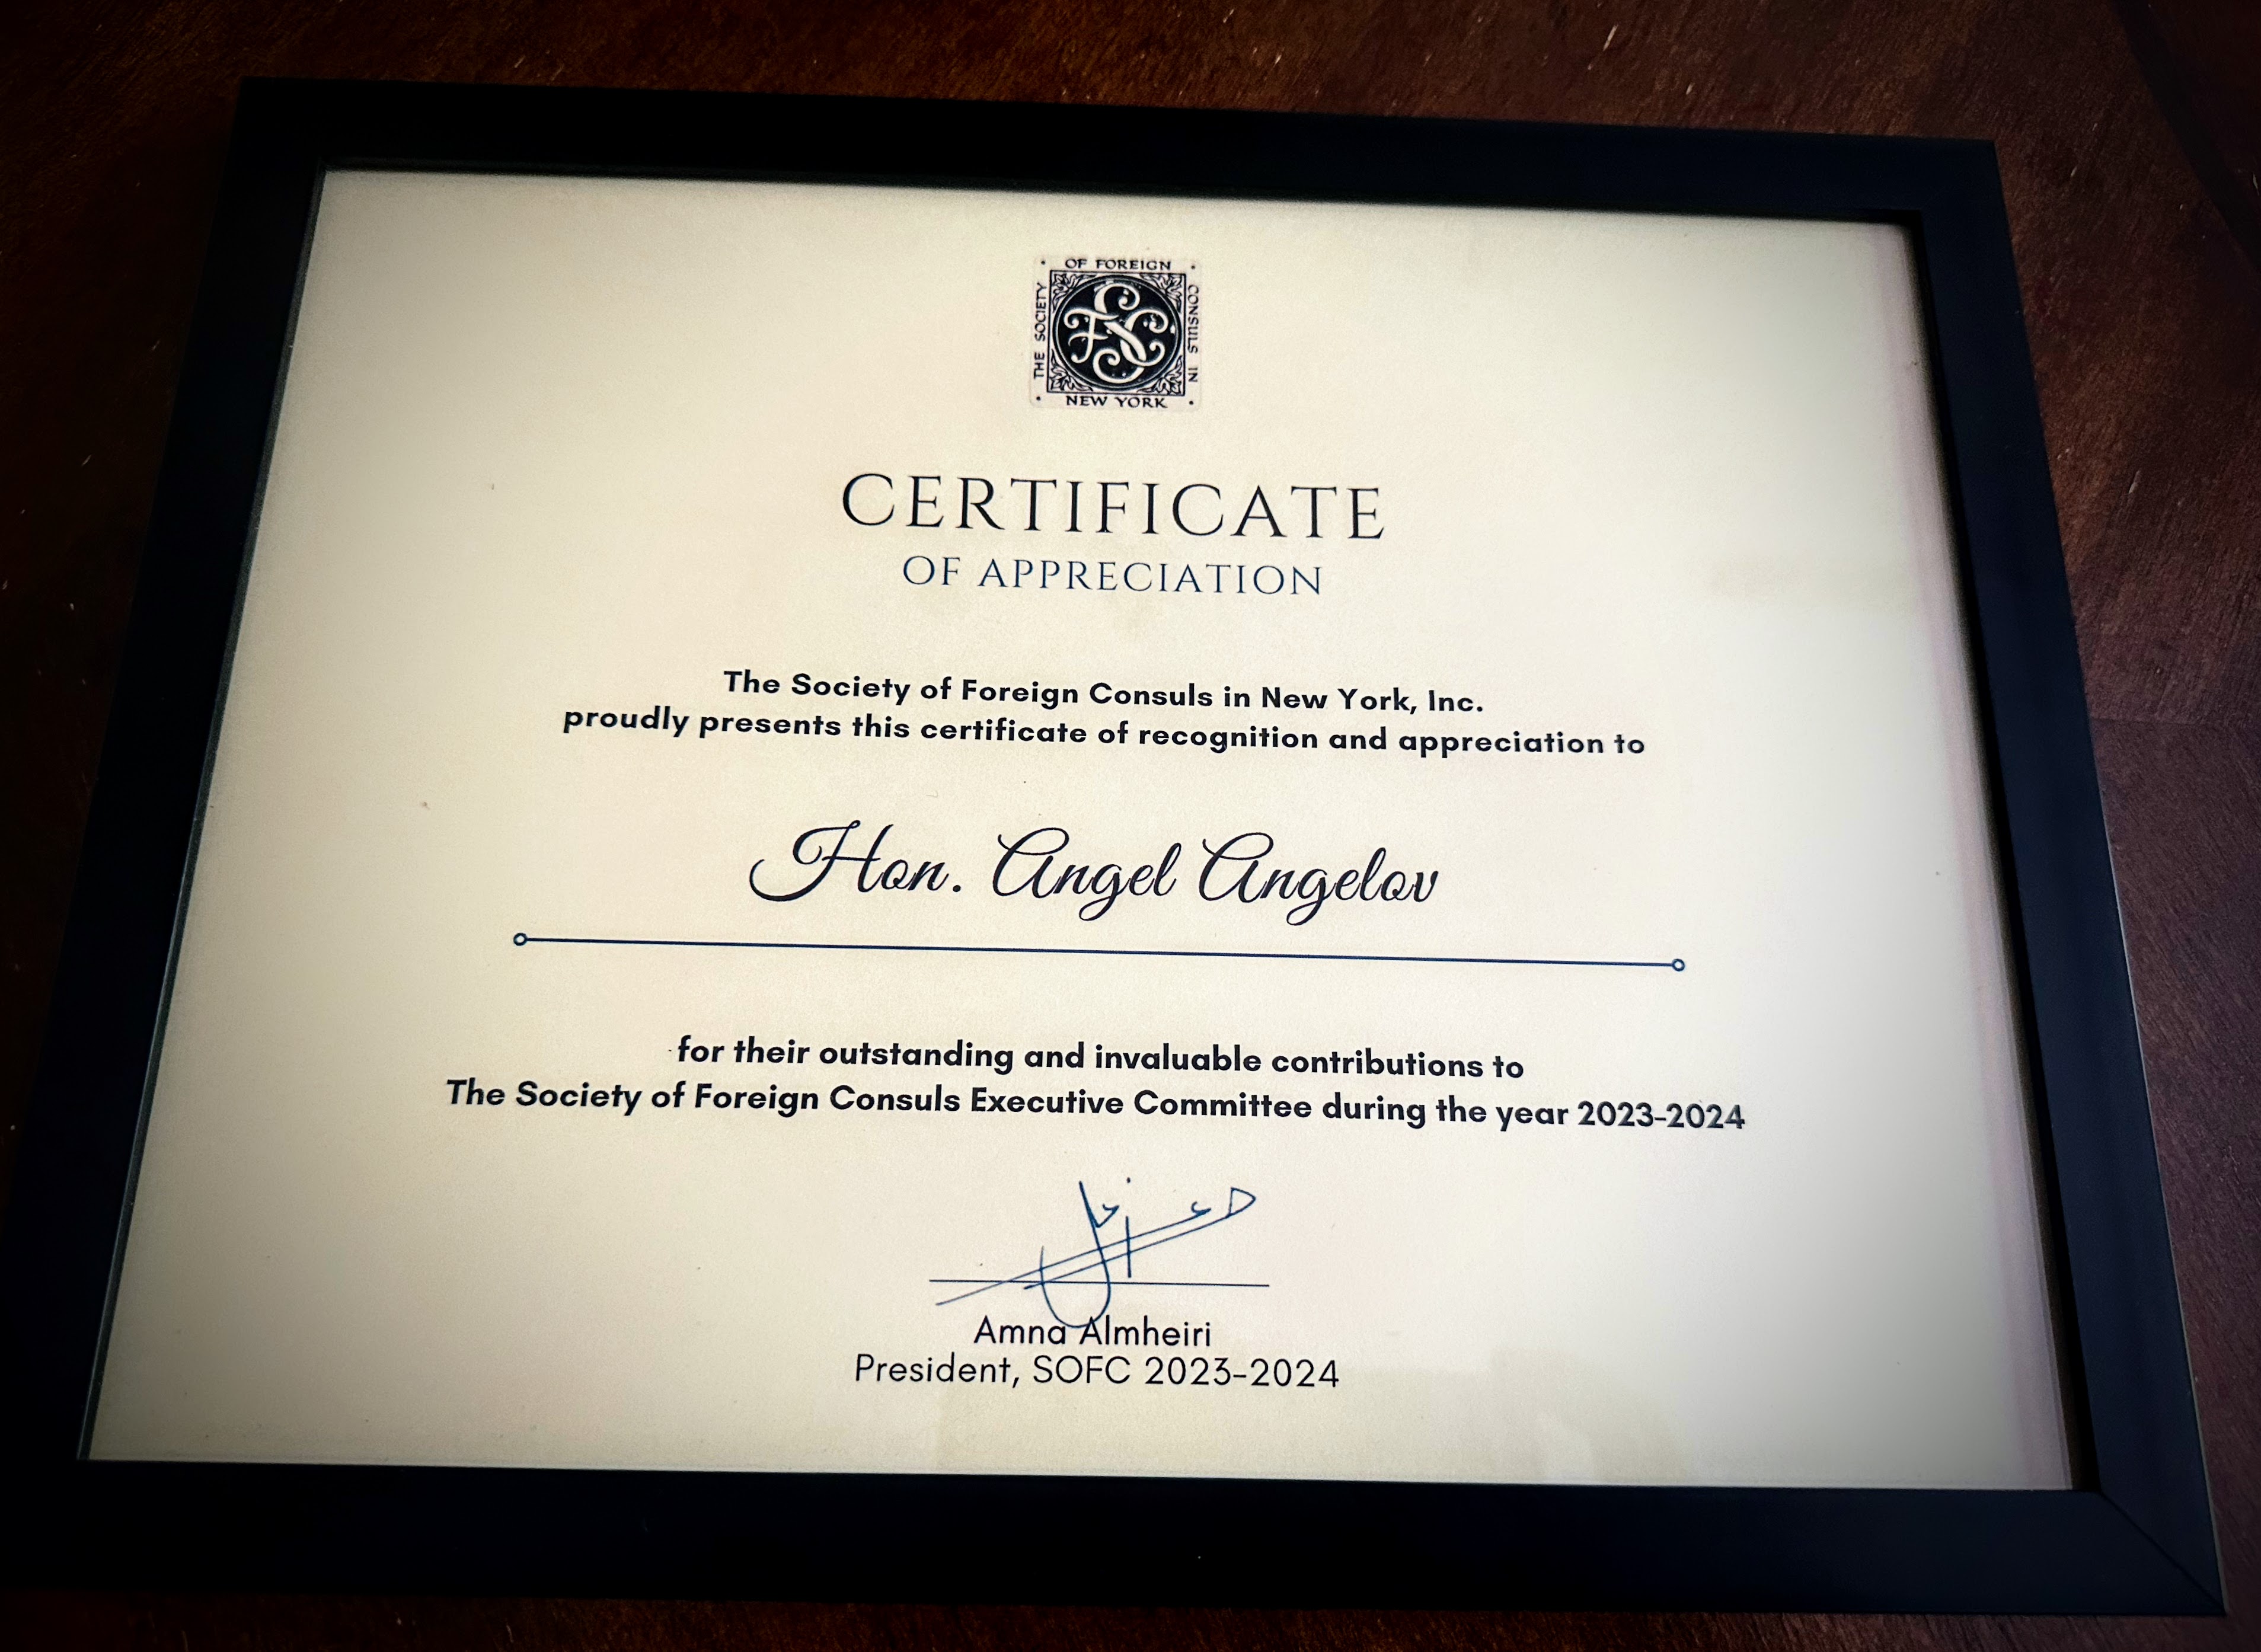 OF FOREIGN
THE SOCIETY
CONSULS IN
NEW YORK
FSC
CERTIFICATE
OF APPRECIATION
The Society of Foreign Consuls in New York, Inc.
proudly presents this certificate of recognition and appreciation to
Hon. Angel Angelov
for their outstanding and invaluable contributions to
The Society of Foreign Consuls Executive Committee during the year 2023-2024
Amna Almheiri
President, SOFC 2023-2024